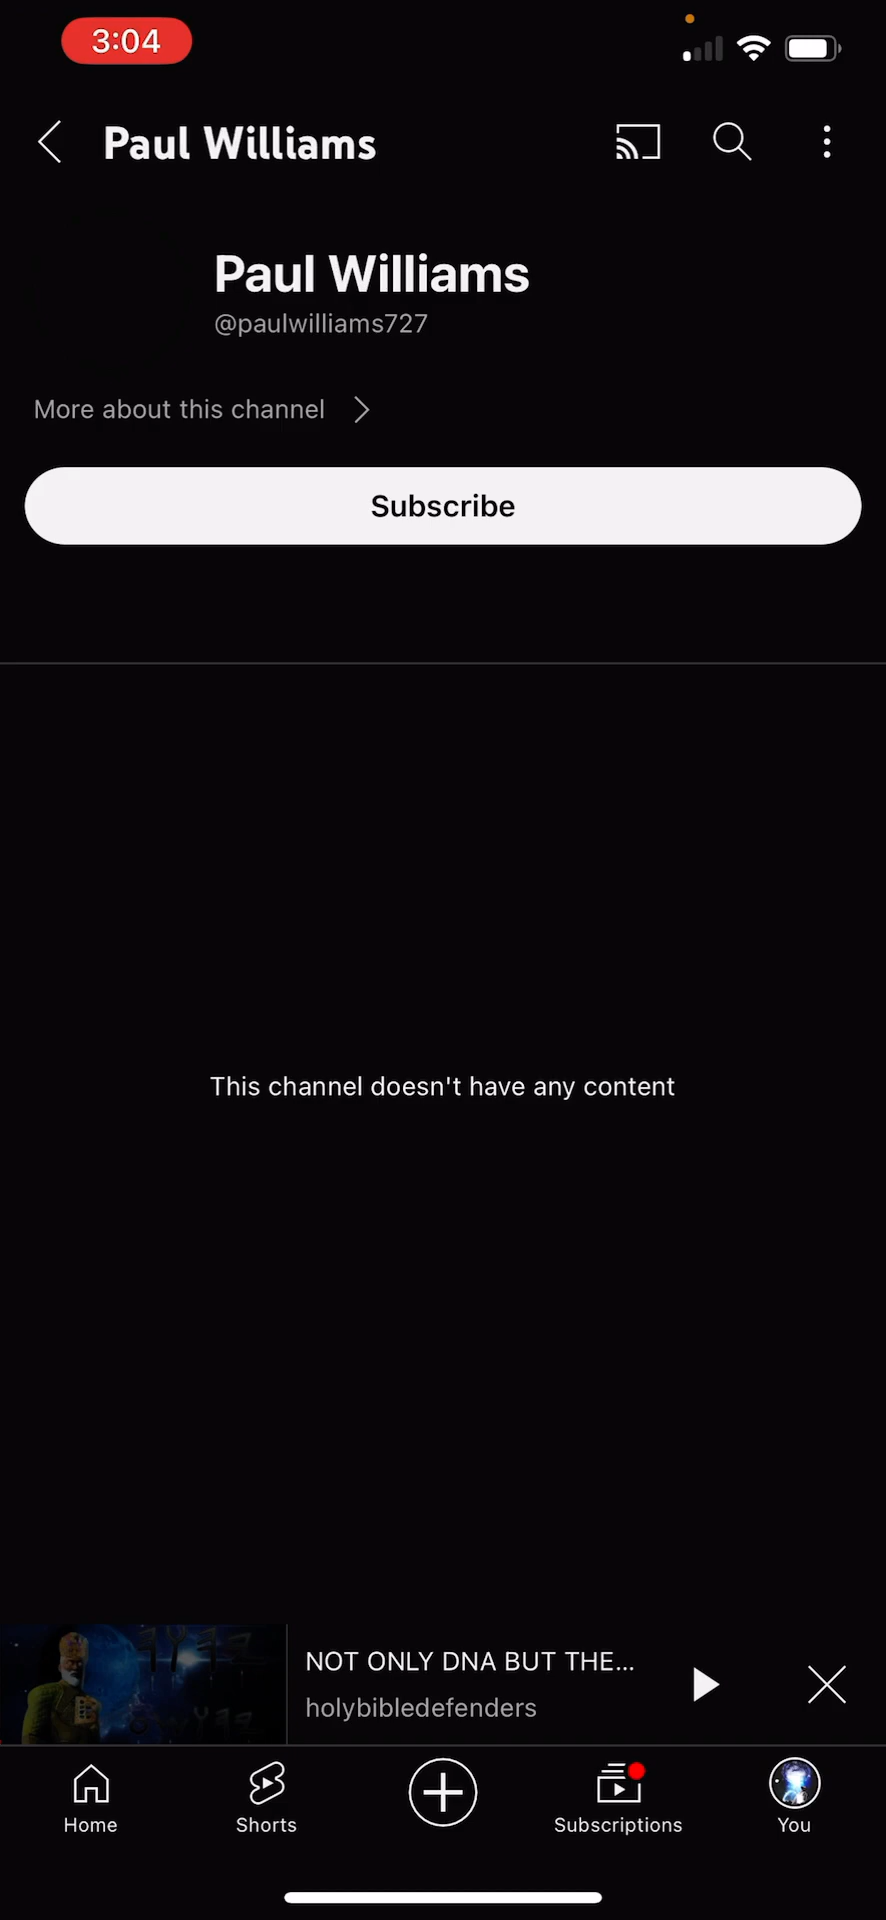 3:04
Paul Williams
Paul Williams
@paulwilliams727
More about this channel
Subscribe
This channel doesn't have any content
NOT ONLY DNA BUT THE...
holybibledefenders
Home
Shorts
Subscriptions
You